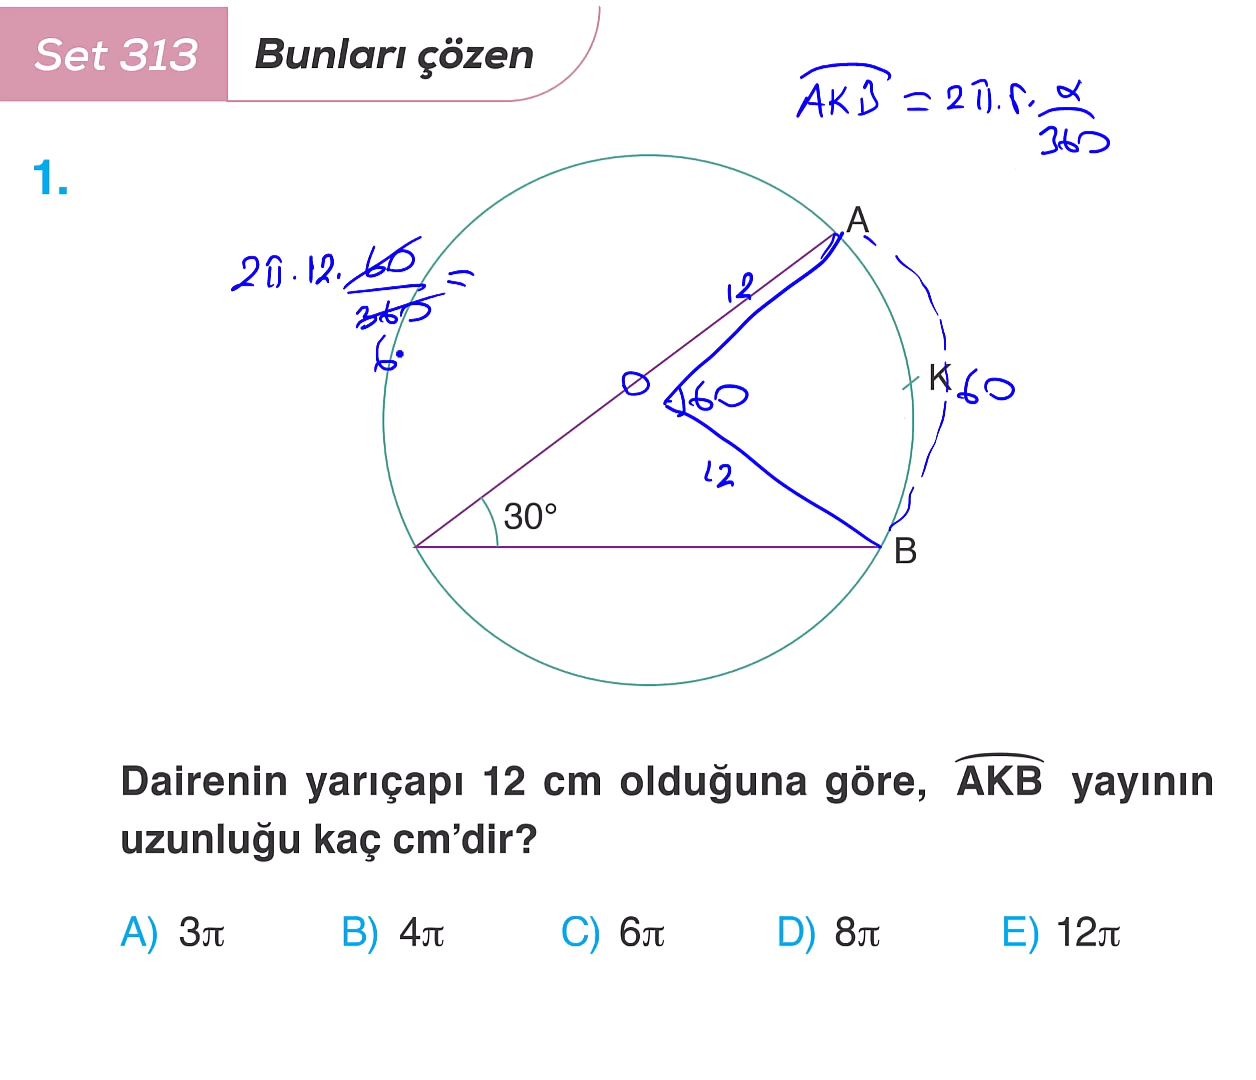 Set 313 Bunları çözen
AKB = 2π.r. α/360
1.
A
2π.12. 60/360 =
6
12
O
60
K 60
12
30°
B
Dairenin yarıçapı 12 cm olduğuna göre, AKB yayının
uzunluğu kaç cm’dir?
A) 3π B) 4π C) 6π D) 8π E) 12π